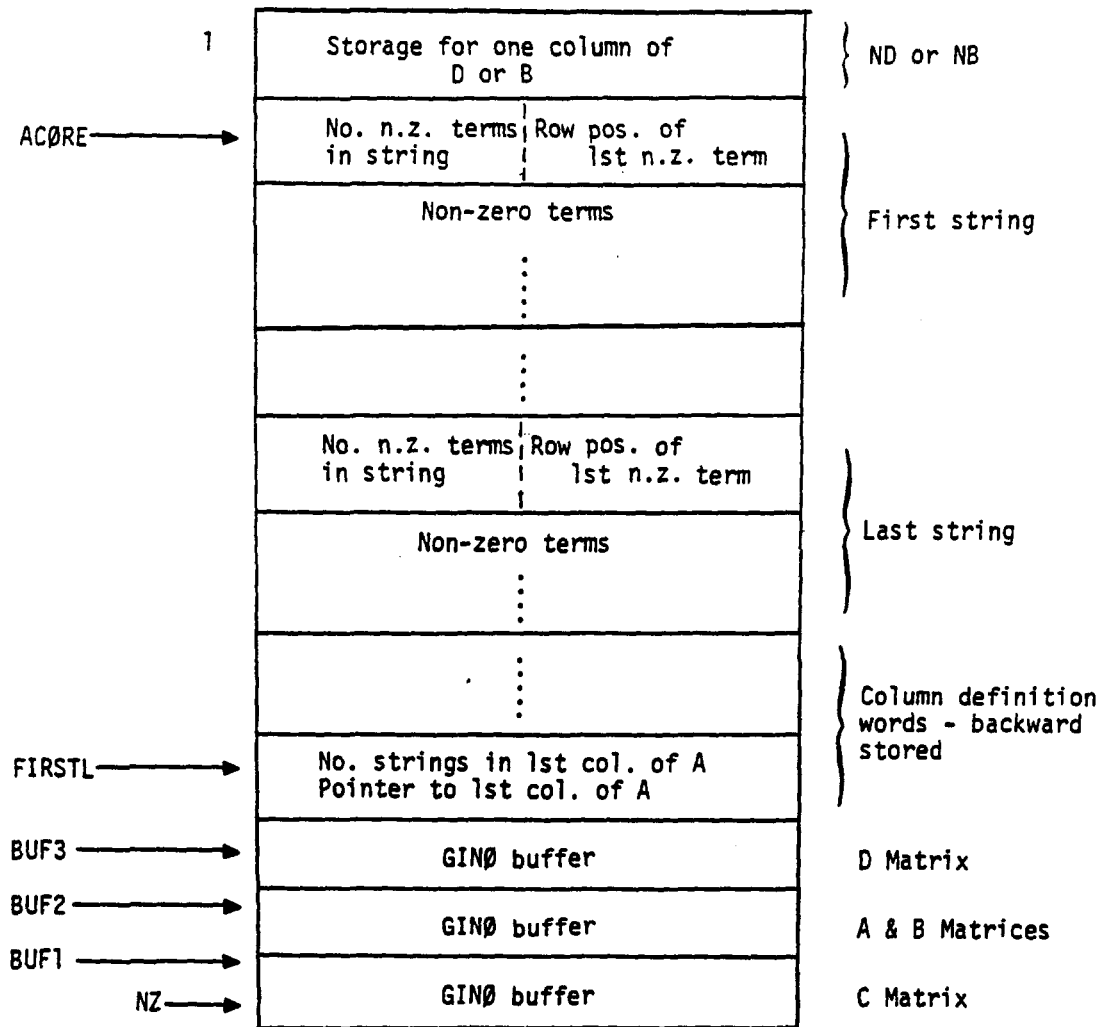 1
Storage for one column of
D or B
ND or NB
ACØRE
No. n.z. terms
in string
Row pos. of
1st n.z. term
Non-zero terms
First string
No. n.z. terms
in string
Row pos. of
1st n.z. term
Non-zero terms
Last string
Column definition
words - backward
stored
FIRSTL
No. strings in 1st col. of A
Pointer to 1st col. of A
BUF3
GINØ buffer
D Matrix
BUF2
GINØ buffer
A & B Matrices
BUF1
NZ
GINØ buffer
C Matrix